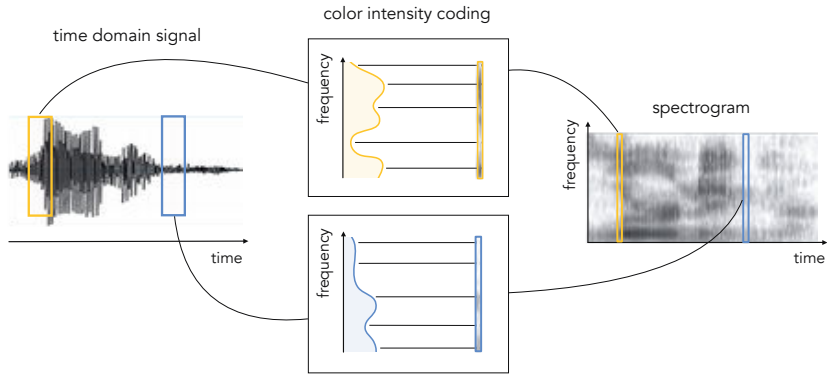 color intensity coding
time domain signal
frequency
spectrogram
frequency
time
frequency
time